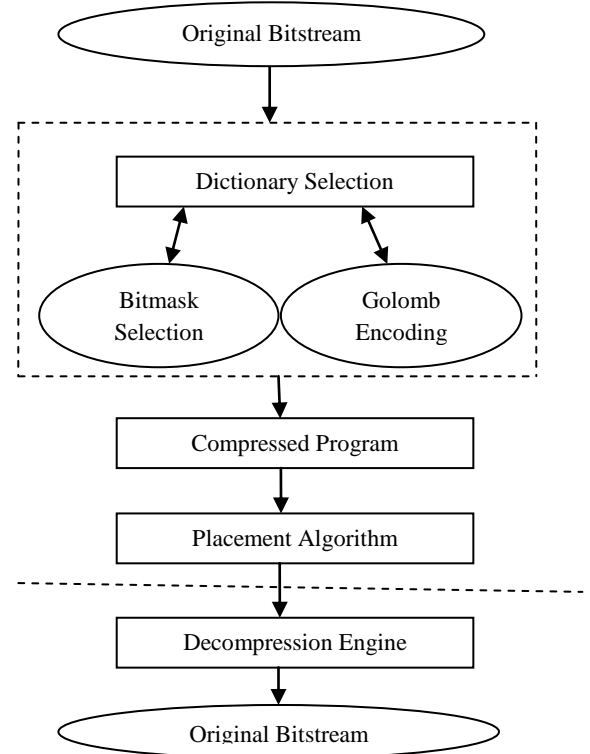 Original Bitstream
Dictionary Selection
Bitmask
Selection
Golomb
Encoding
Compressed Program
Placement Algorithm
Decompression Engine
Original Bitstream